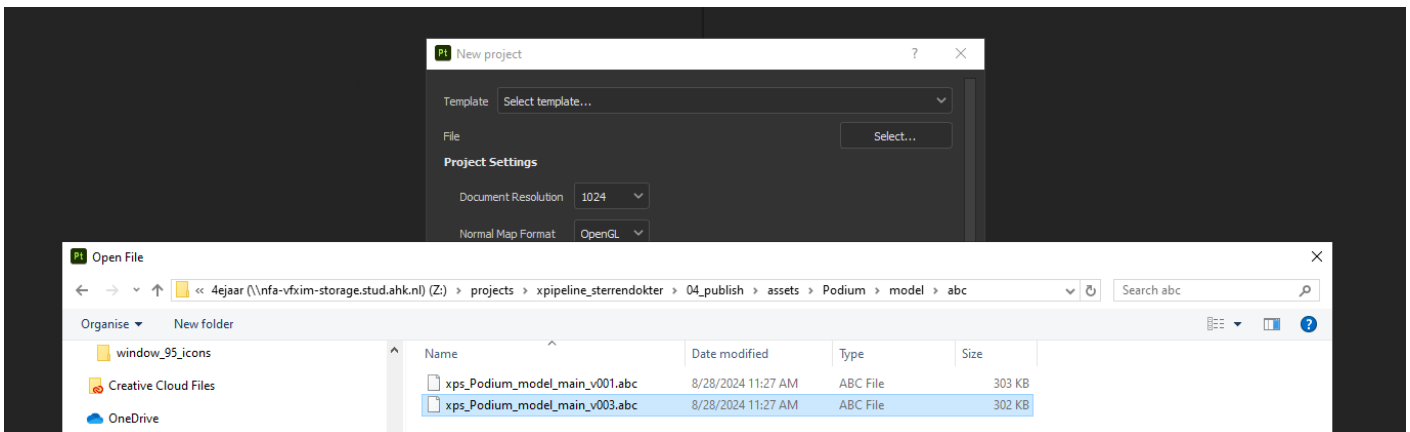 Pt New project ?
Template Select template...
File Select...
Project Settings
Document Resolution 1024
Normal Map Format OpenGL
Pt Open File
« 4ejaar (\\nfa-vfxim-storage.stud.ahk.nl) (Z:) > projects > xpipeline_sterrendokter > 04_publish > assets > Podium > model > abc Search abc
Organise New folder ?
window_95_icons Name Date modified Type Size
Creative Cloud Files xps_Podium_model_main_v001.abc 8/28/2024 11:27 AM ABC File 303 KB
OneDrive xps_Podium_model_main_v003.abc 8/28/2024 11:27 AM ABC File 302 KB